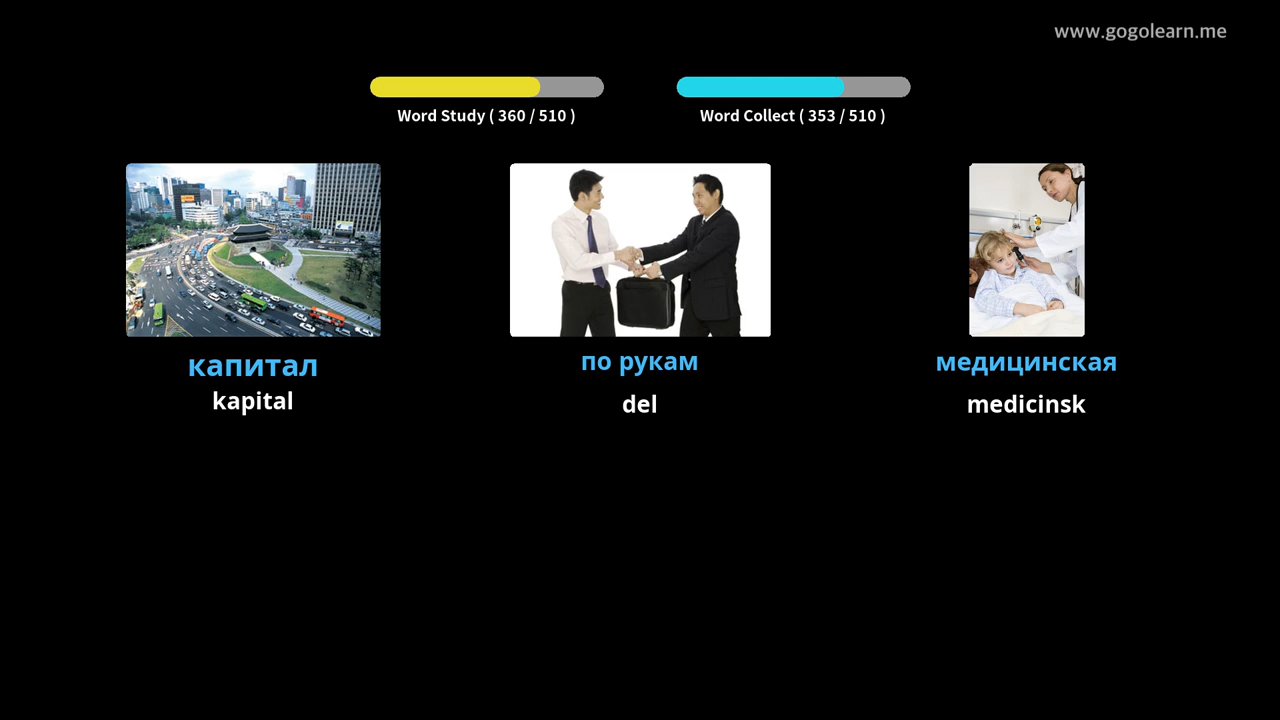 www.gogolearn.me
Word Study ( 360 / 510 )
Word Collect ( 353 / 510 )
капитал
kapital
по рукам
del
медицинская
medicinsk